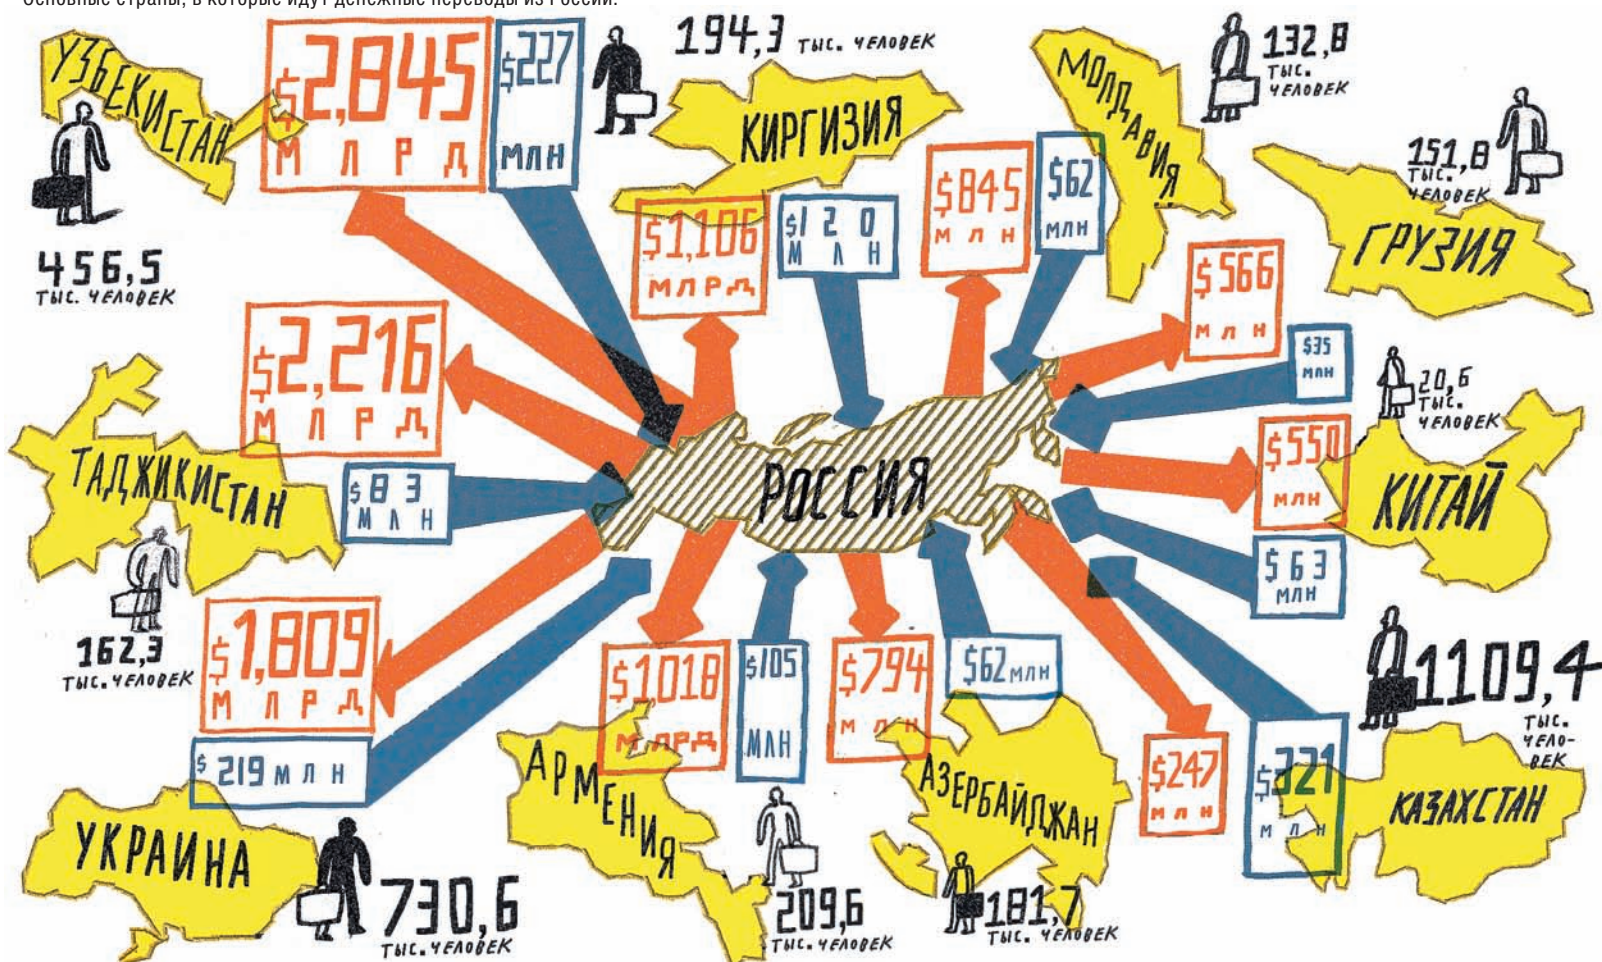 Основные страны, в которые идут денежные переводы из России.
УЗБЕКИСТАН
456,5
ТЫС. ЧЕЛОВЕК
$2,845
МЛРД
$227
МЛН
194,3 ТЫС. ЧЕЛОВЕК
КИРГИЗИЯ
$1,106
МЛРД
$120
МЛН
МОЛДАВИЯ
132,8
ТЫС.
ЧЕЛОВЕК
$845
МЛН
$62
МЛН
151,8
ТЫС.
ЧЕЛОВЕК
ГРУЗИЯ
$566
МЛН
$35
МЛН
$2,216
МЛРД
ТАДЖИКИСТАН
$83
МЛН
162,3
ТЫС. ЧЕЛОВЕК
РОССИЯ
20,6
ТЫС.
ЧЕЛОВЕК
$550
МЛН
КИТАЙ
$63
МЛН
$1,809
МЛРД
$219 МЛН
УКРАИНА
730,6
ТЫС. ЧЕЛОВЕК
$1,018
МЛРД
$105
МЛН
АРМЕНИЯ
209,6
ТЫС. ЧЕЛОВЕК
$794
МЛН
$62 МЛН
АЗЕРБАЙДЖАН
181,7
ТЫС. ЧЕЛОВЕК
$247
МЛН
$321
МЛН
1109,4
ТЫС.
ЧЕЛО-
ВЕК
КАЗАХСТАН